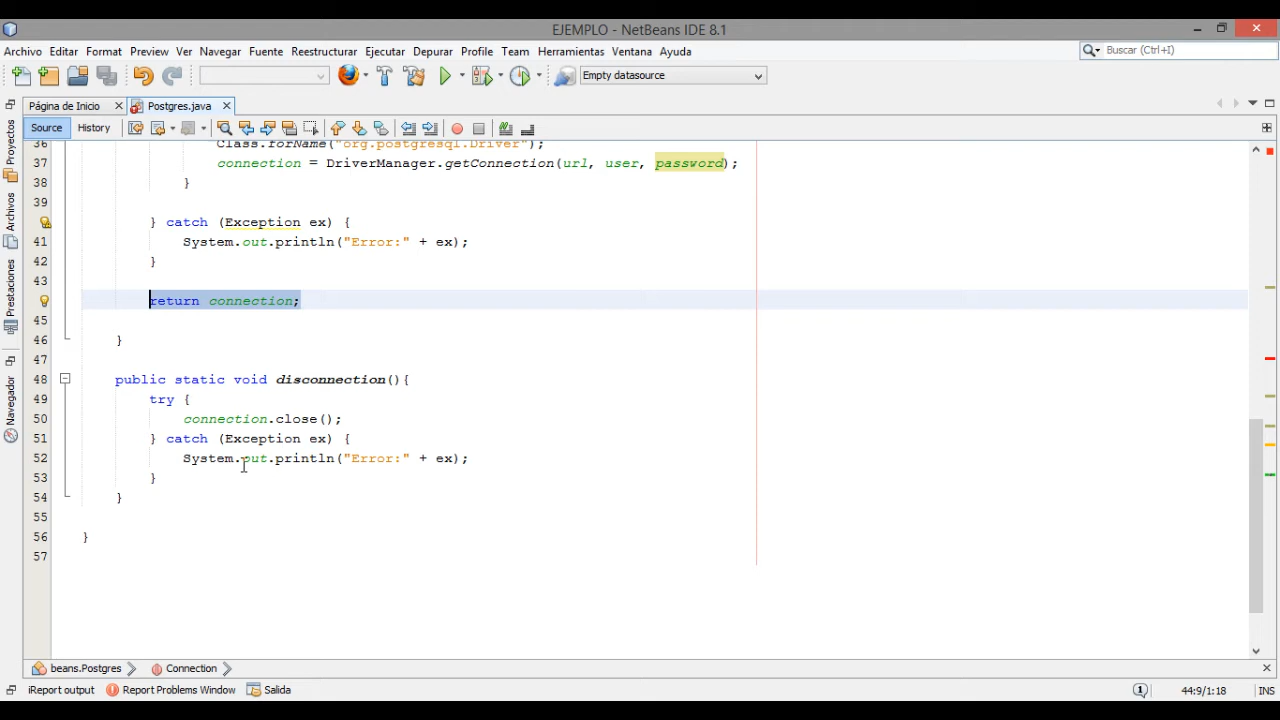 EJEMPLO - NetBeans IDE 8.1
Archivo Editar Format Preview Ver Navegar Fuente Reestructurar Ejecutar Depurar Profile Team Herramientas Ventana Ayuda
Buscar (Ctrl+I)
Empty datasource
Página de Inicio
Postgres.java
Source History
Proyectos
Archivos
Prestaciones
Navegador
36 Class.forName("org.postgresql.Driver");
37 connection = DriverManager.getConnection(url, user, password);
38 }
39
} catch (Exception ex) {
41 System.out.println("Error:" + ex);
42 }
43
return connection;
45
46 }
47
48 public static void disconnection(){
49 try {
50 connection.close();
51 } catch (Exception ex) {
52 System.out.println("Error:" + ex);
53 }
54 }
55
56 }
57
beans.Postgres Connection
iReport output Report Problems Window Salida
1 44:9/1:18 INS